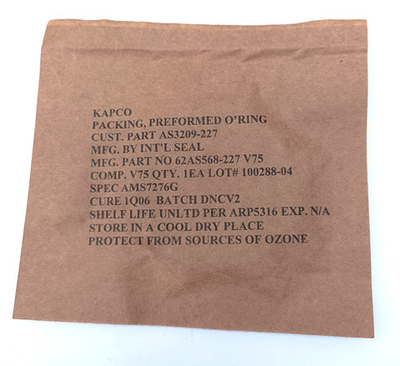 KAPCO
PACKING, PREFORMED O'RING
CUST. PART AS3209-227
MFG. BY INT'L SEAL
MFG. PART NO 62AS568-227 V75
COMP. V75 QTY. 1EA LOT# 100288-04
SPEC AMS7276G
CURE 1Q06 BATCH DNCV2
SHELF LIFE UNLTD PER ARP5316 EXP. N/A
STORE IN A COOL DRY PLACE
PROTECT FROM SOURCES OF OZONE